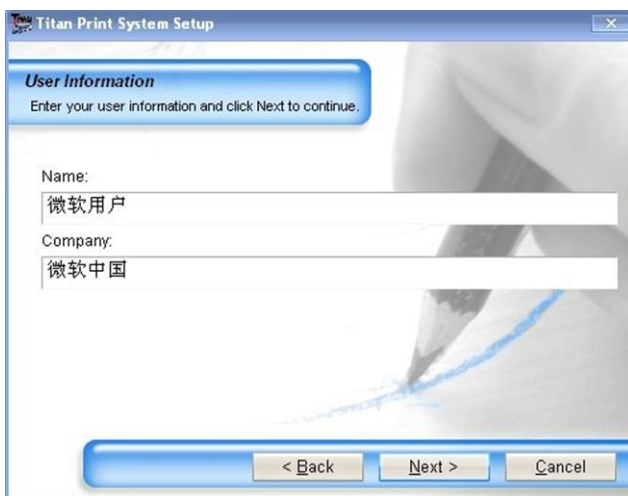 Titan Print System Setup
User Information
Enter your user information and click Next to continue.
Name:
微软用户
Company:
微软中国
< Back
Next >
Cancel